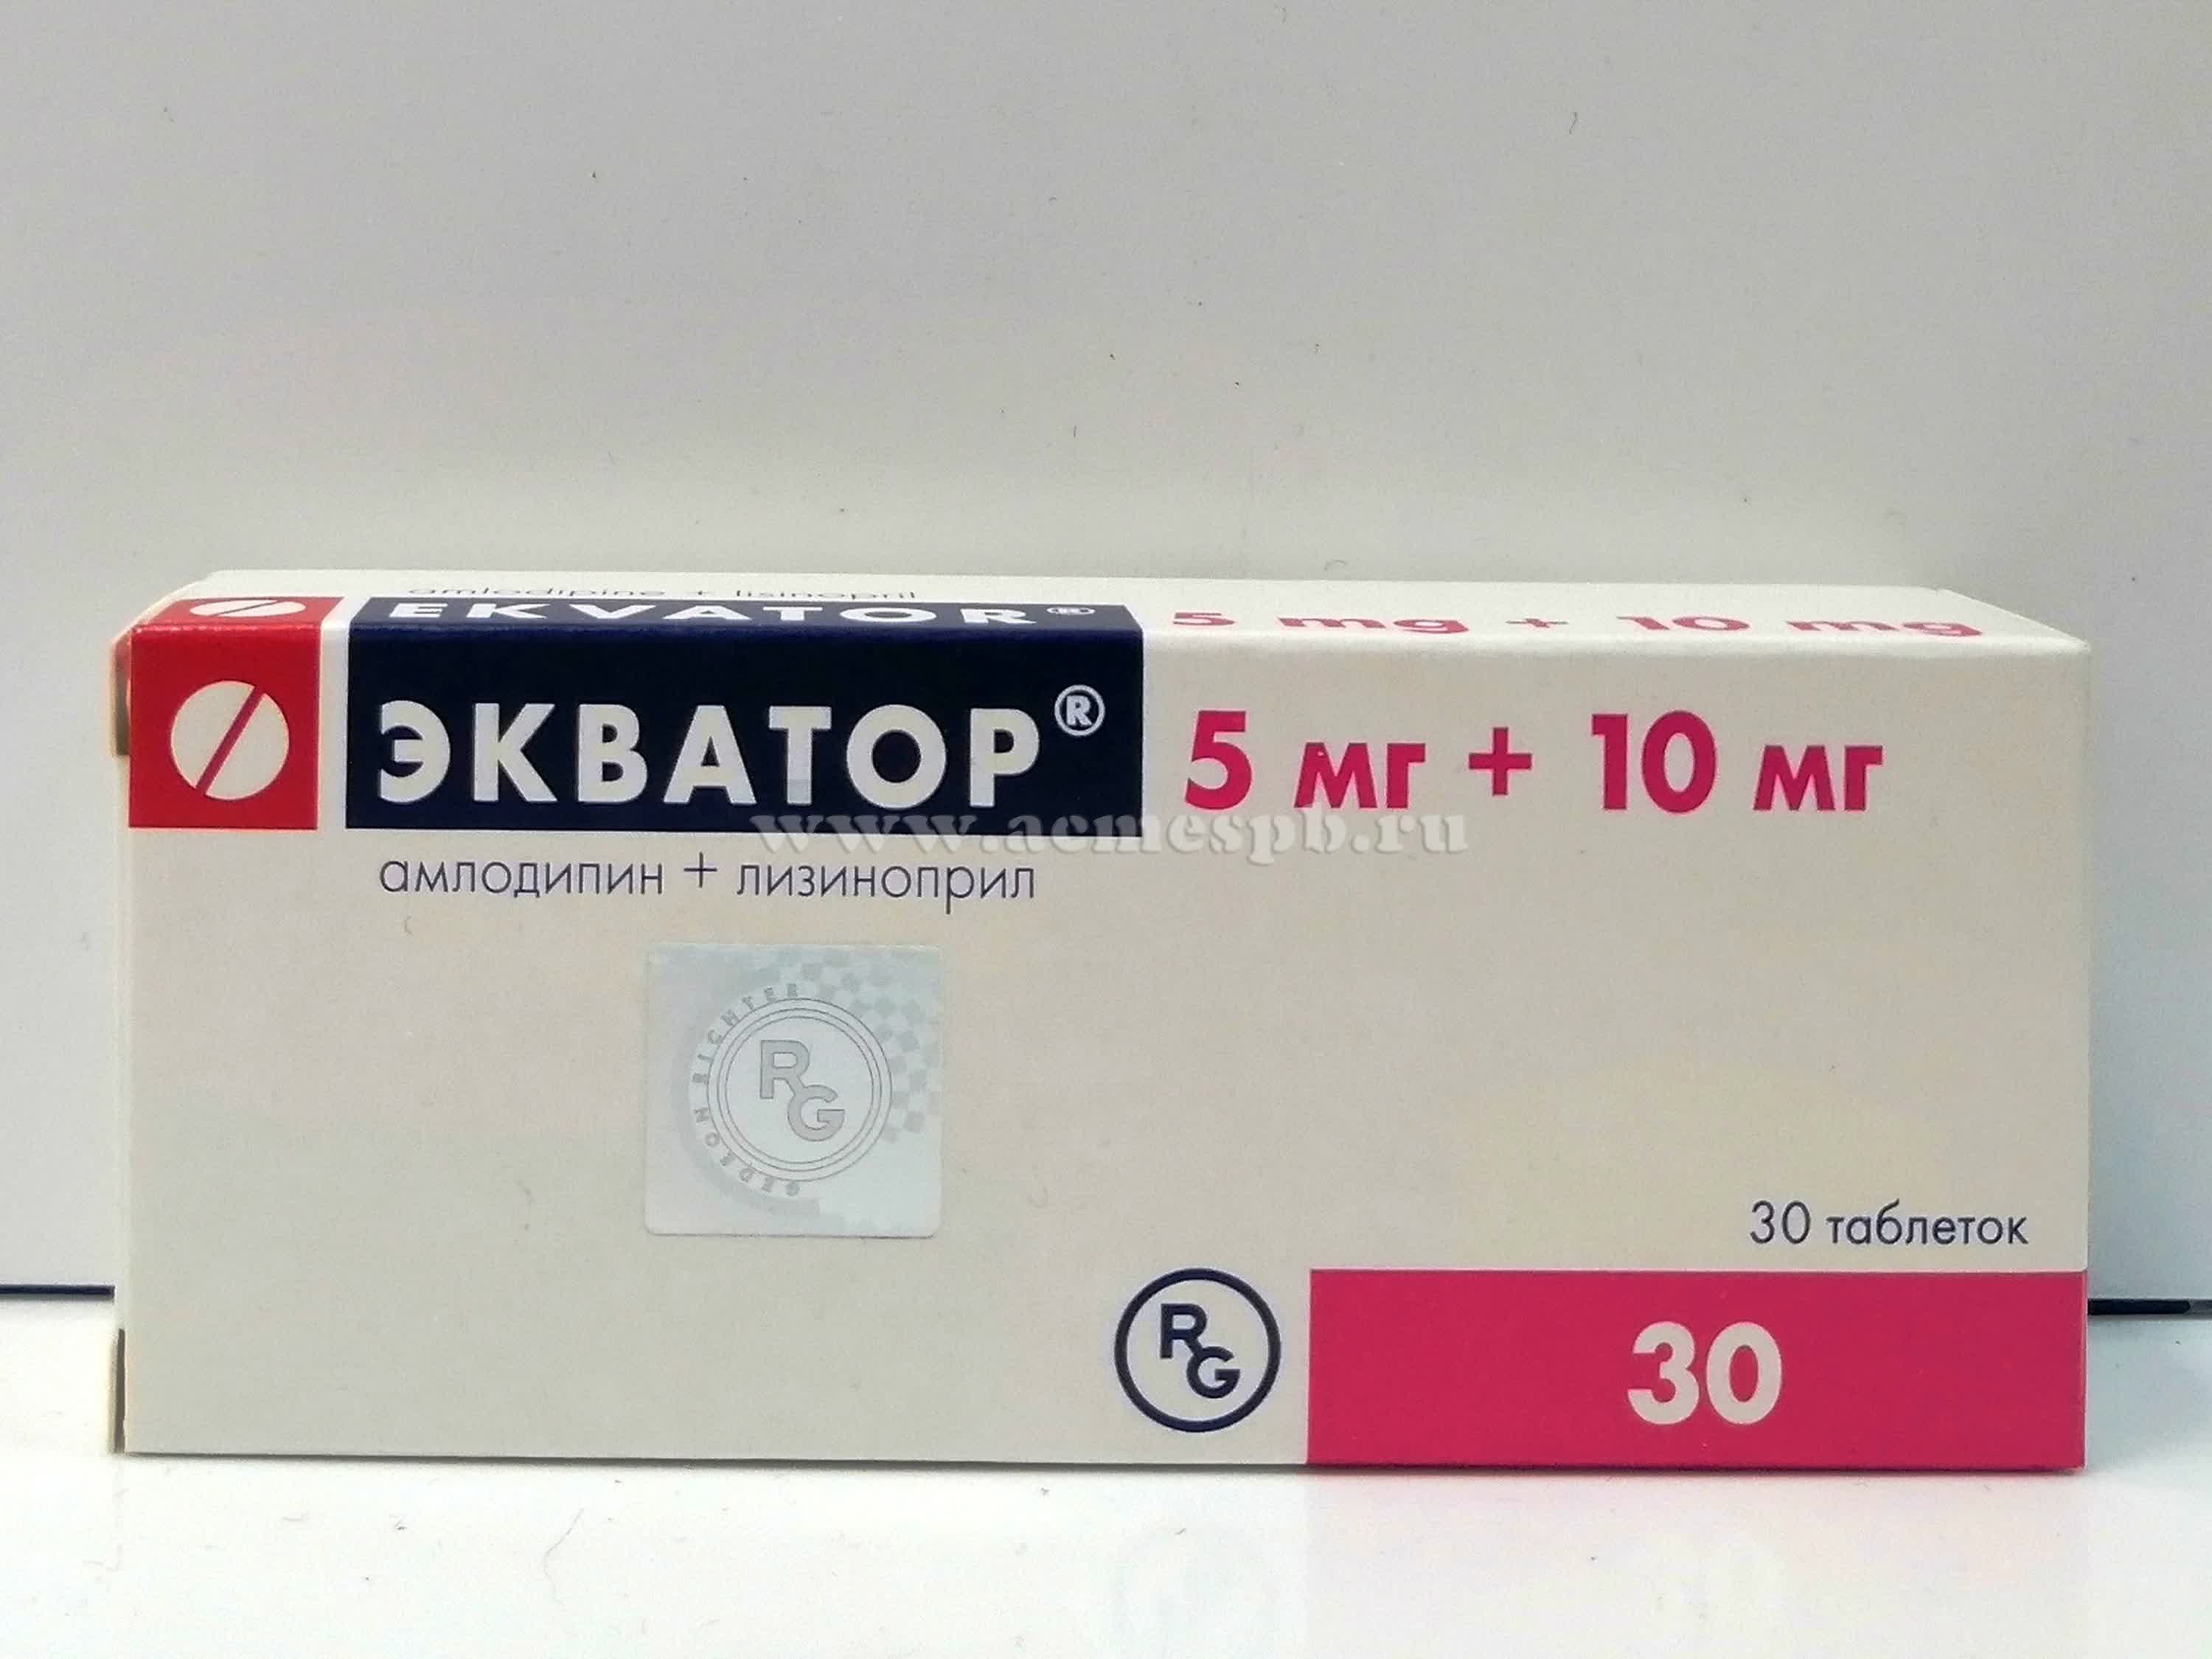 amlodipine + lisinopril
EKVATOR® 5 mg + 10 mg
ЭКВАТОР® 5 мг + 10 мг
www.acmespb.ru
амлодипин + лизиноприл
GEDEON RICHTER
RG
30 таблеток
RG
30